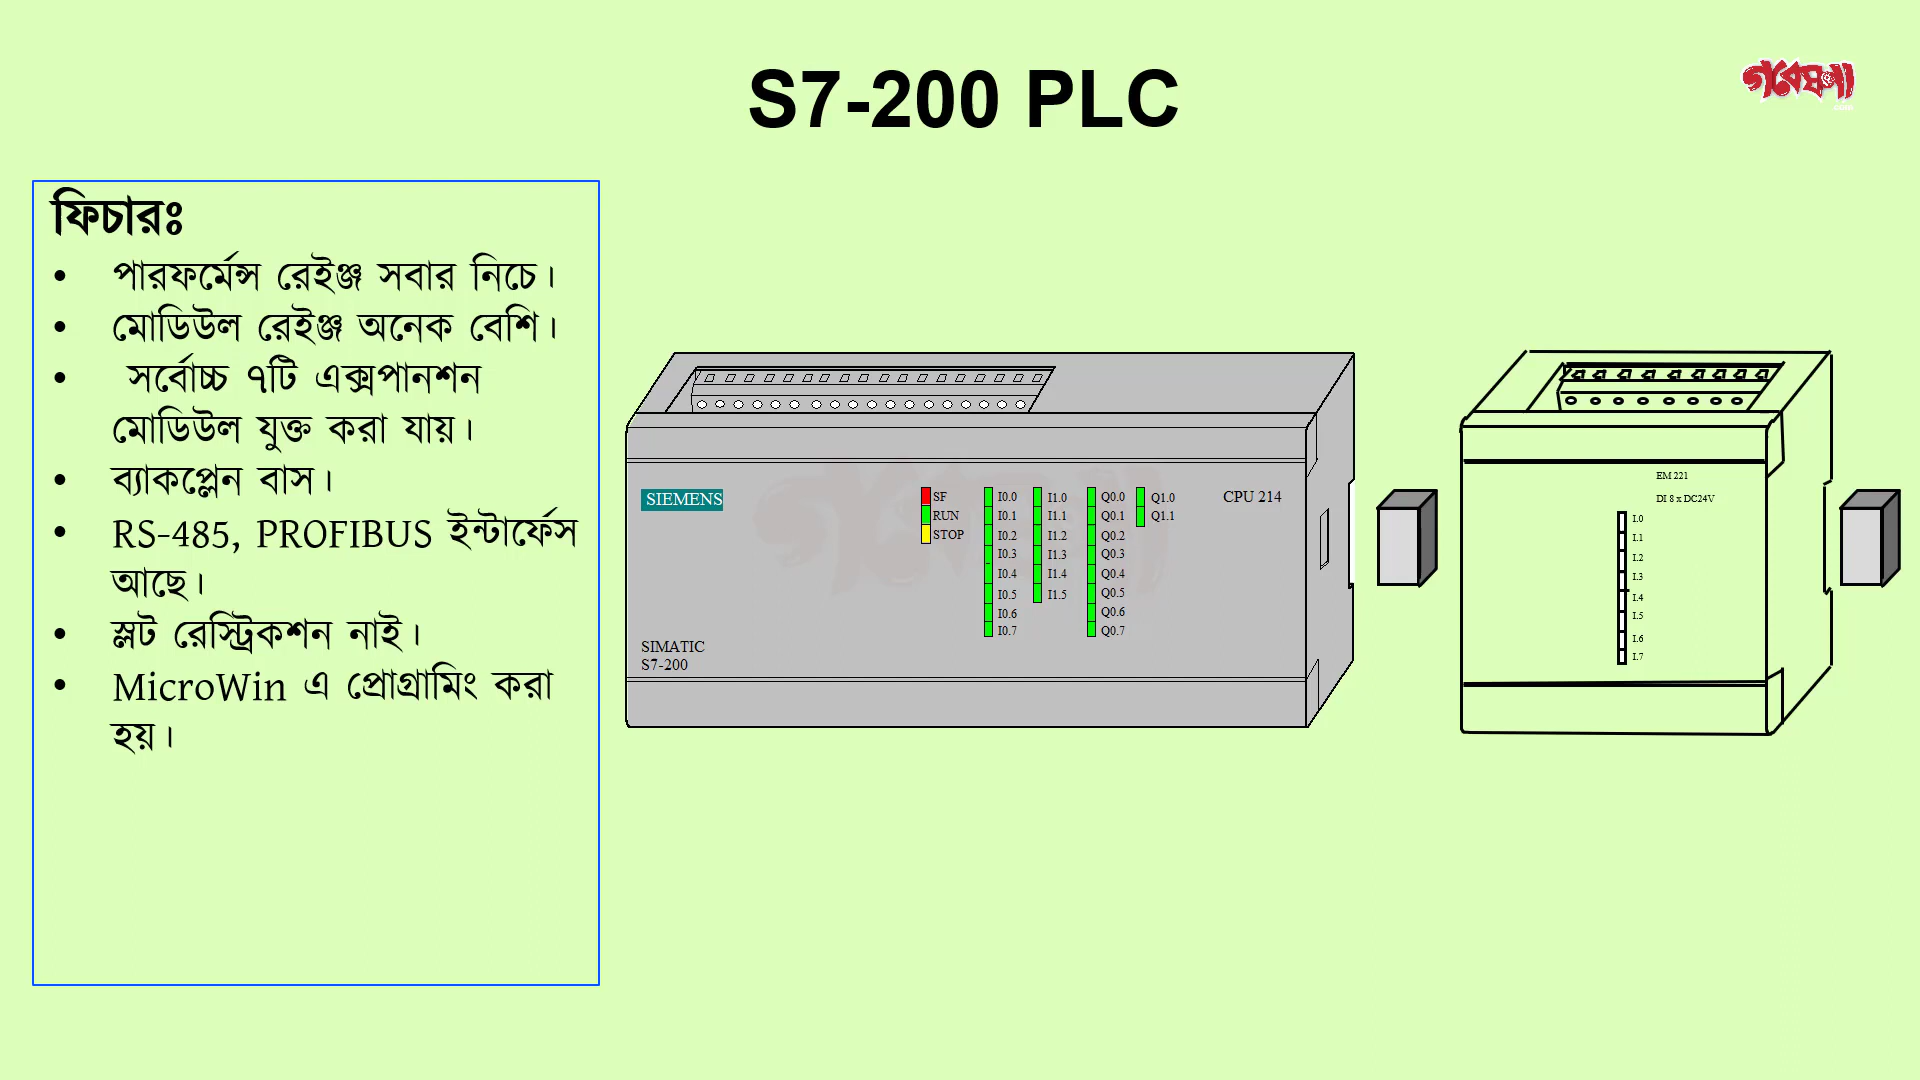 S7-200 PLC
গবেষণা
ফিচারঃ
• পারফর্মেন্স রেইঞ্জ সবার নিচে।
• মোডিউল রেইঞ্জ অনেক বেশি।
• সর্বোচ্চ ৭টি এক্সপানশন
মোডিউল যুক্ত করা যায়।
• ব্যাকপ্লেন বাস।
• RS-485, PROFIBUS ইন্টার্ফেস
আছে।
• স্লট রেস্ট্রিকশন নাই।
• MicroWin এ প্রোগ্রামিং করা
হয়।
SIEMENS
SF
RUN
STOP
I0.0
I0.1
I0.2
I0.3
I0.4
I0.5
I0.6
I0.7
I1.0
I1.1
I1.2
I1.3
I1.4
I1.5
Q0.0
Q0.1
Q0.2
Q0.3
Q0.4
Q0.5
Q0.6
Q0.7
Q1.0
Q1.1
CPU 214
SIMATIC
S7-200
EM 221
DI 8 x DC24V
I.0
I.1
I.2
I.3
I.4
I.5
I.6
I.7